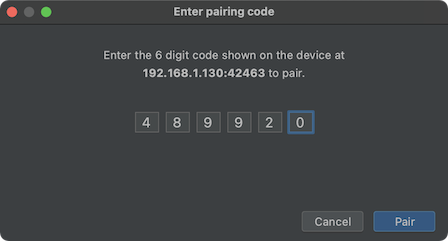 Enter pairing code
Enter the 6 digit code shown on the device at
192.168.1.130:42463 to pair.
4 8 9 9 2 0
Cancel Pair